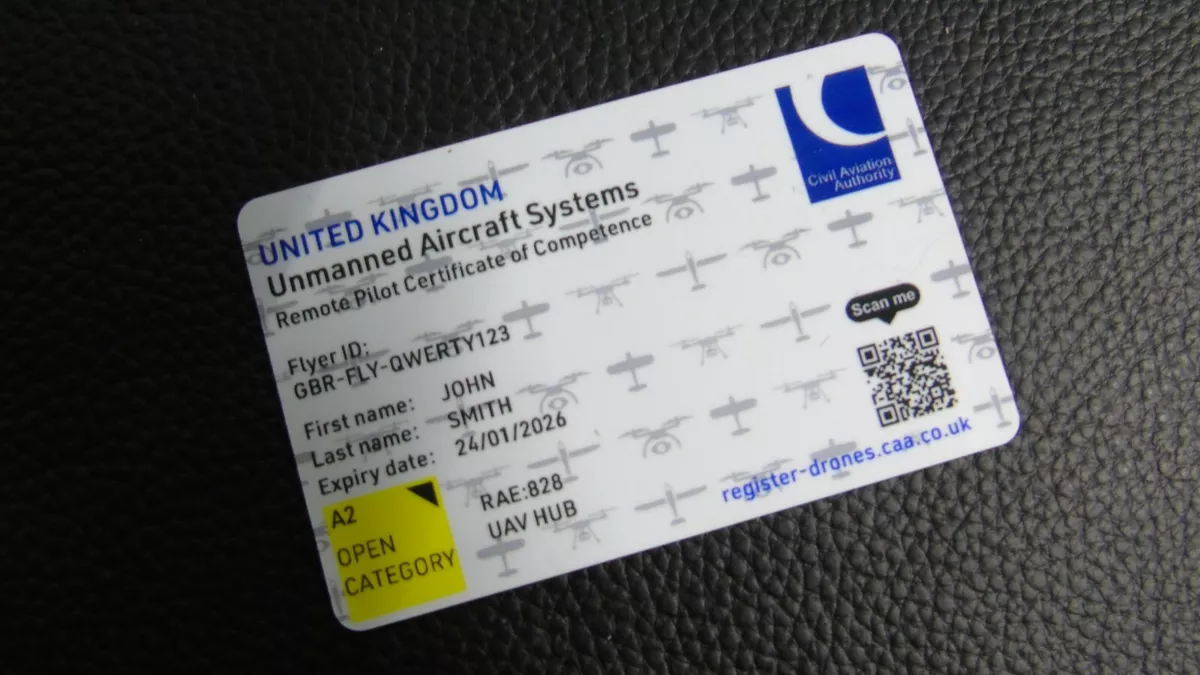 UNITED KINGDOM
Unmanned Aircraft Systems
Remote Pilot Certificate of Competence
Civil Aviation
Authority
Flyer ID:
GBR-FLY-QWERTY123
First name: JOHN
Last name: SMITH
Expiry date: 24/01/2026
Scan me
register-drones.caa.co.uk
A2
OPEN
CATEGORY
RAE:828
UAV HUB